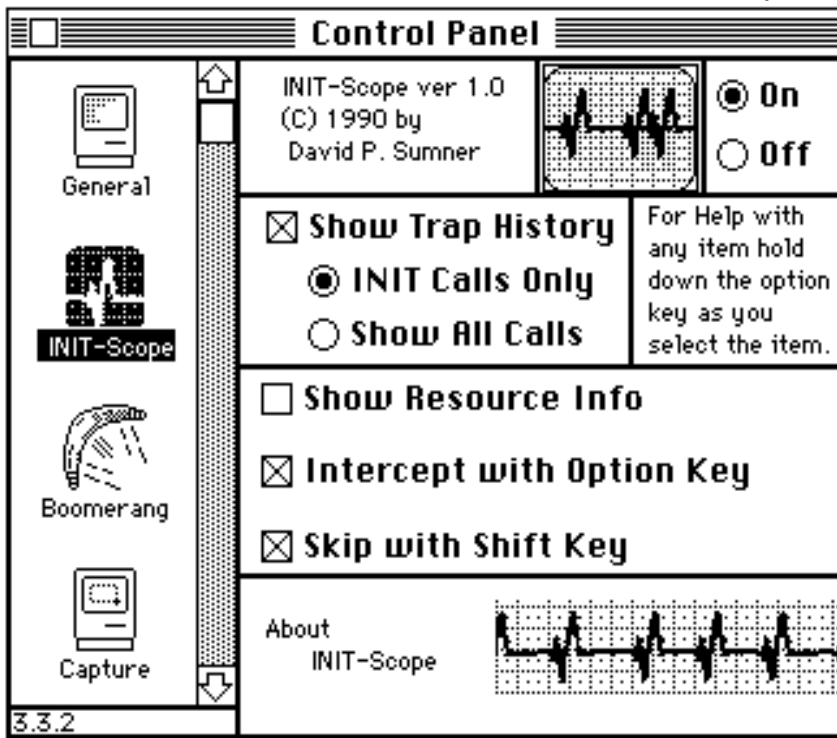 Control Panel
General
INIT-Scope
Boomerang
Capture
3.3.2
INIT-Scope ver 1.0
(C) 1990 by
David P. Sumner
On
Off
Show Trap History
INIT Calls Only
Show All Calls
For Help with
any item hold
down the option
key as you
select the item.
Show Resource Info
Intercept with Option Key
Skip with Shift Key
About
INIT-Scope